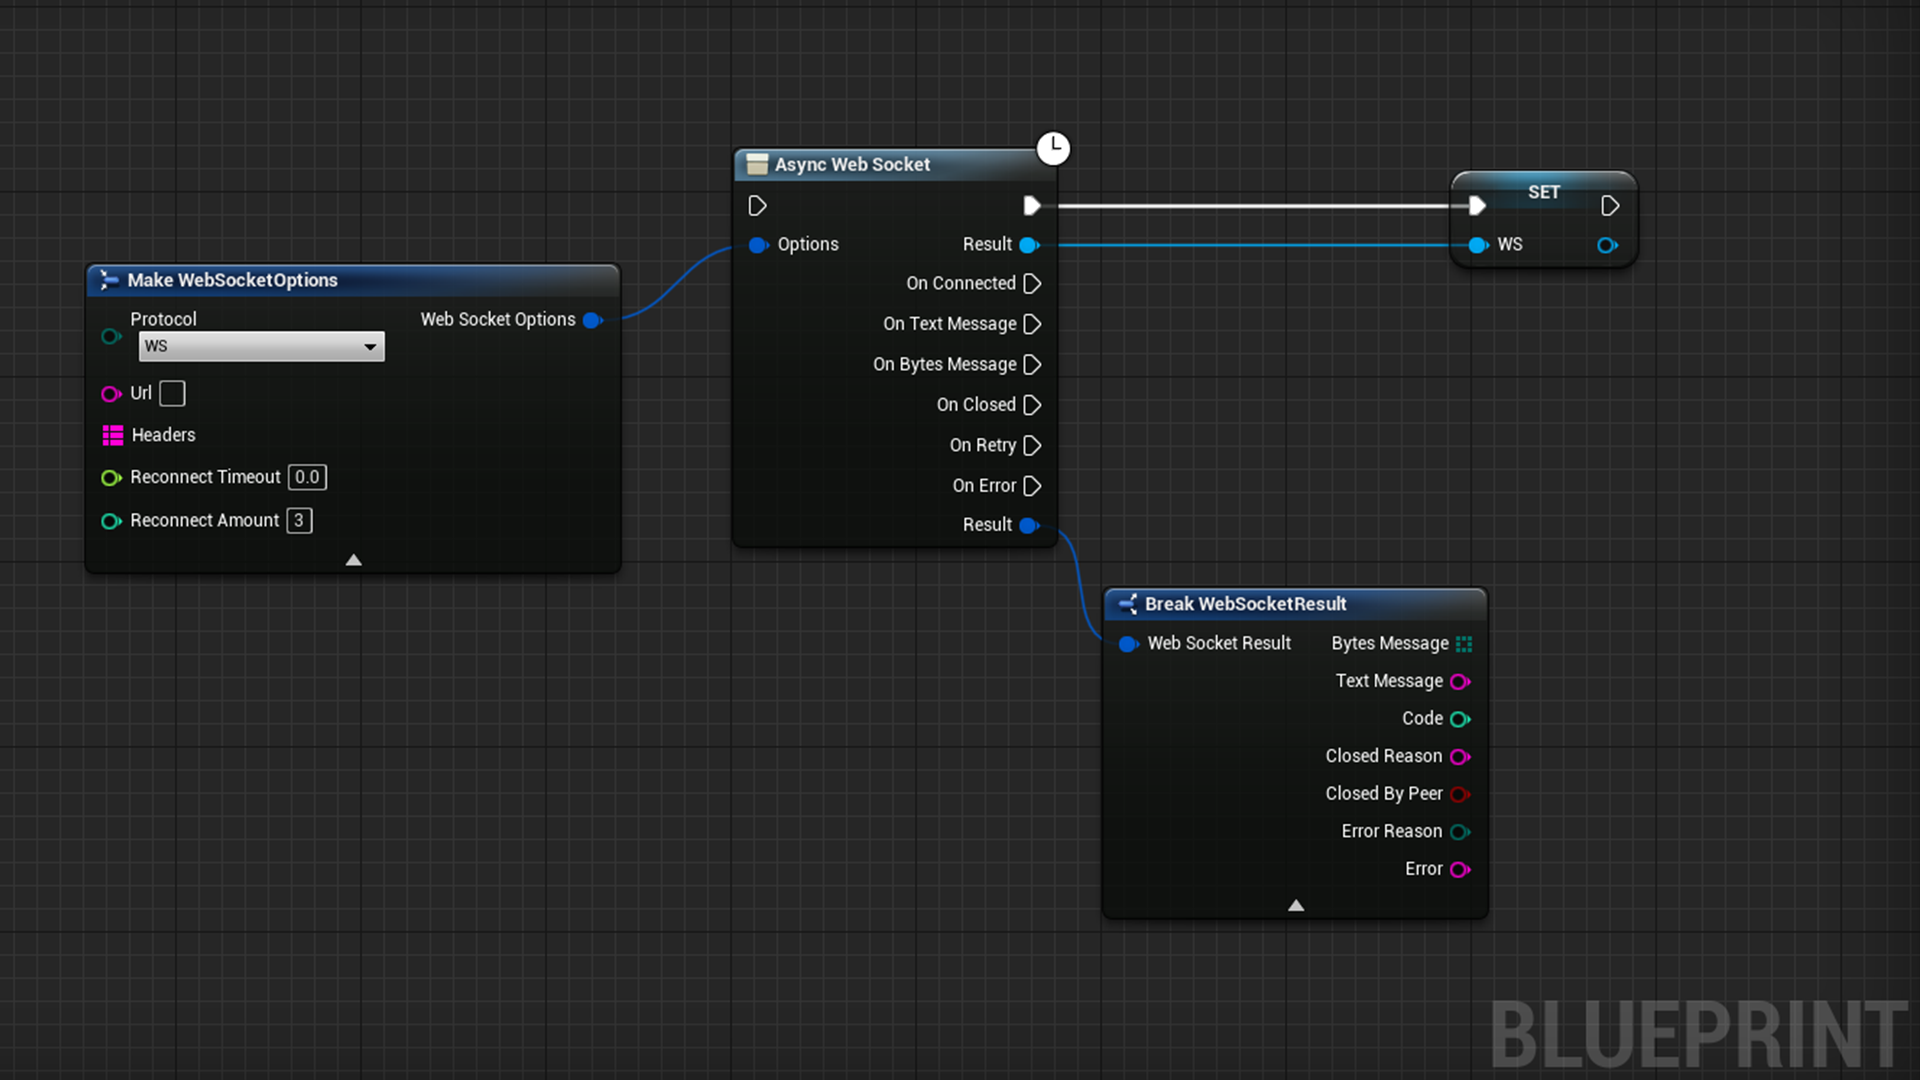 Async Web Socket
Options
Result
On Connected
On Text Message
On Bytes Message
On Closed
On Retry
On Error
Result
SET
WS
Make WebSocketOptions
Protocol
WS
Web Socket Options
Url
Headers
Reconnect Timeout 0.0
Reconnect Amount 3
Break WebSocketResult
Web Socket Result
Bytes Message
Text Message
Code
Closed Reason
Closed By Peer
Error Reason
Error
BLUEPRINT